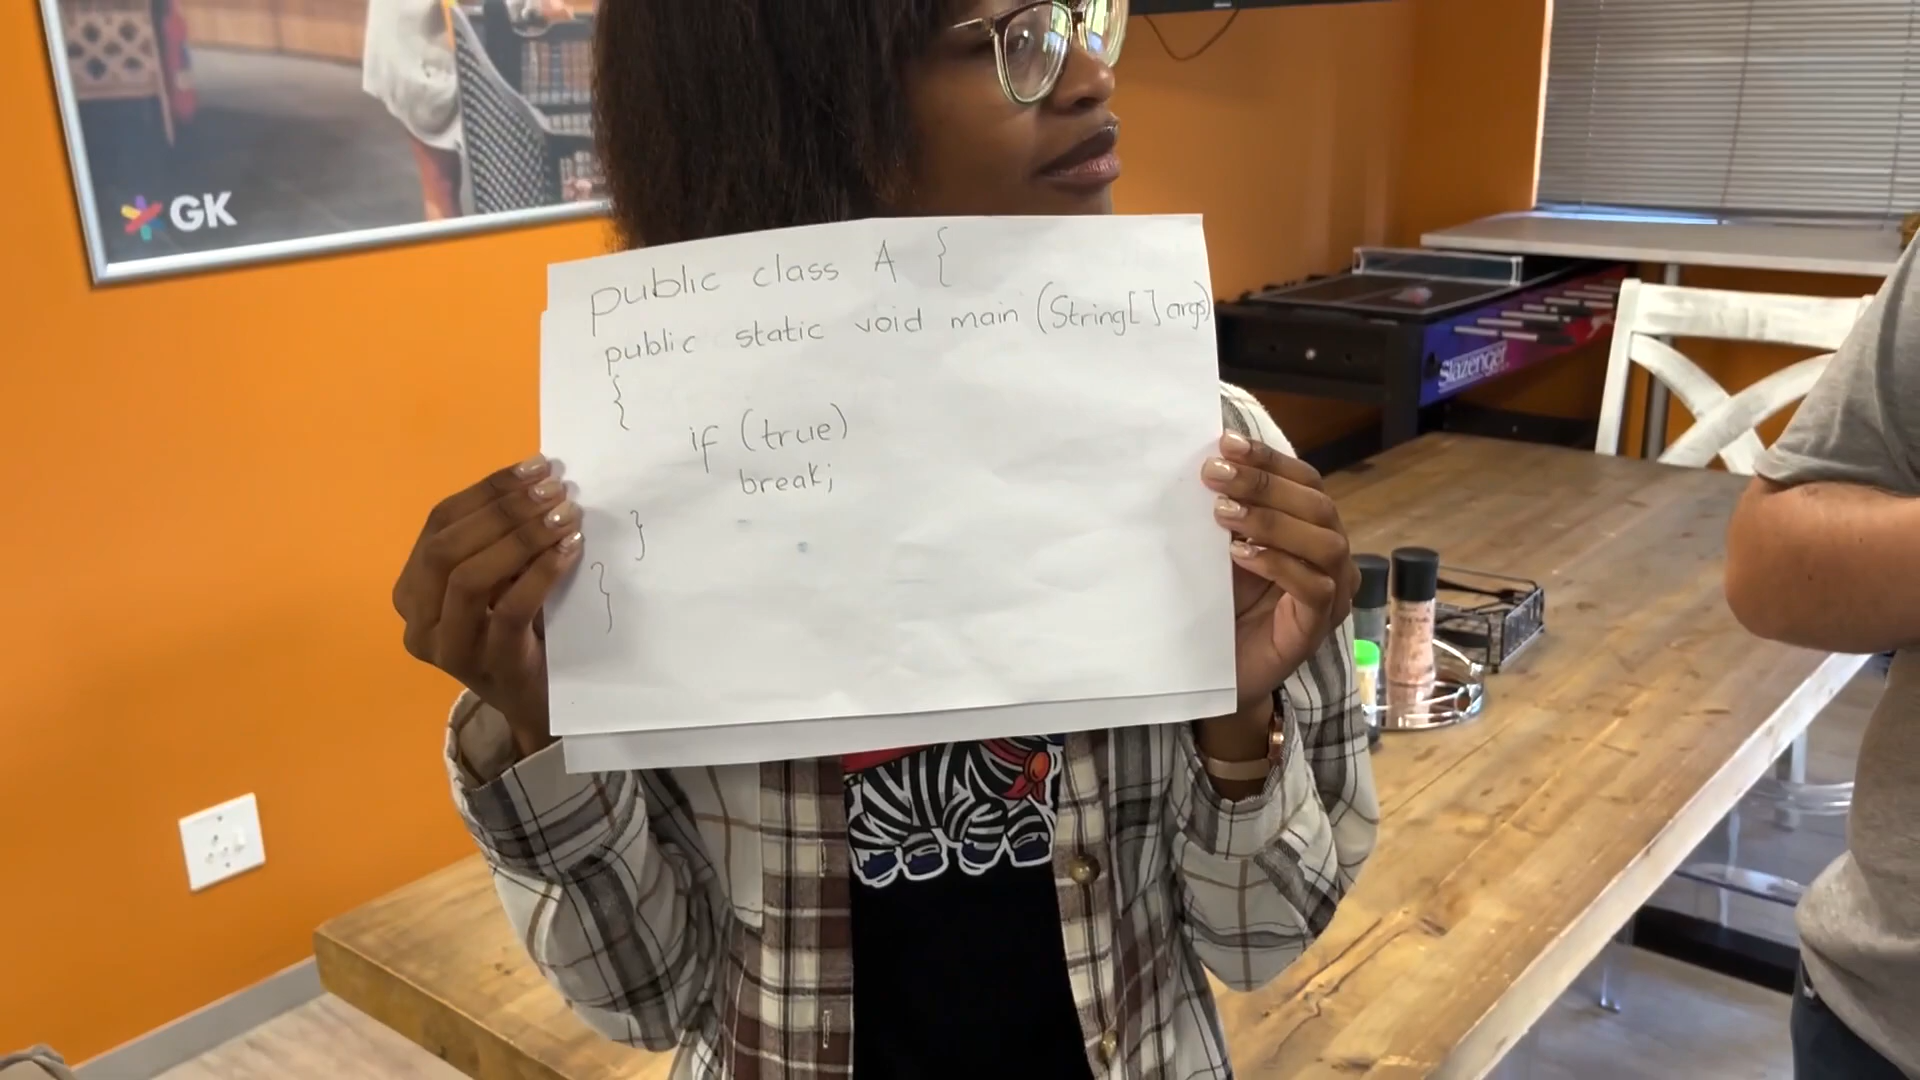 GK
public class A {
public static void main (String[] args)
{
if (true)
break;
}
}
Slazenger